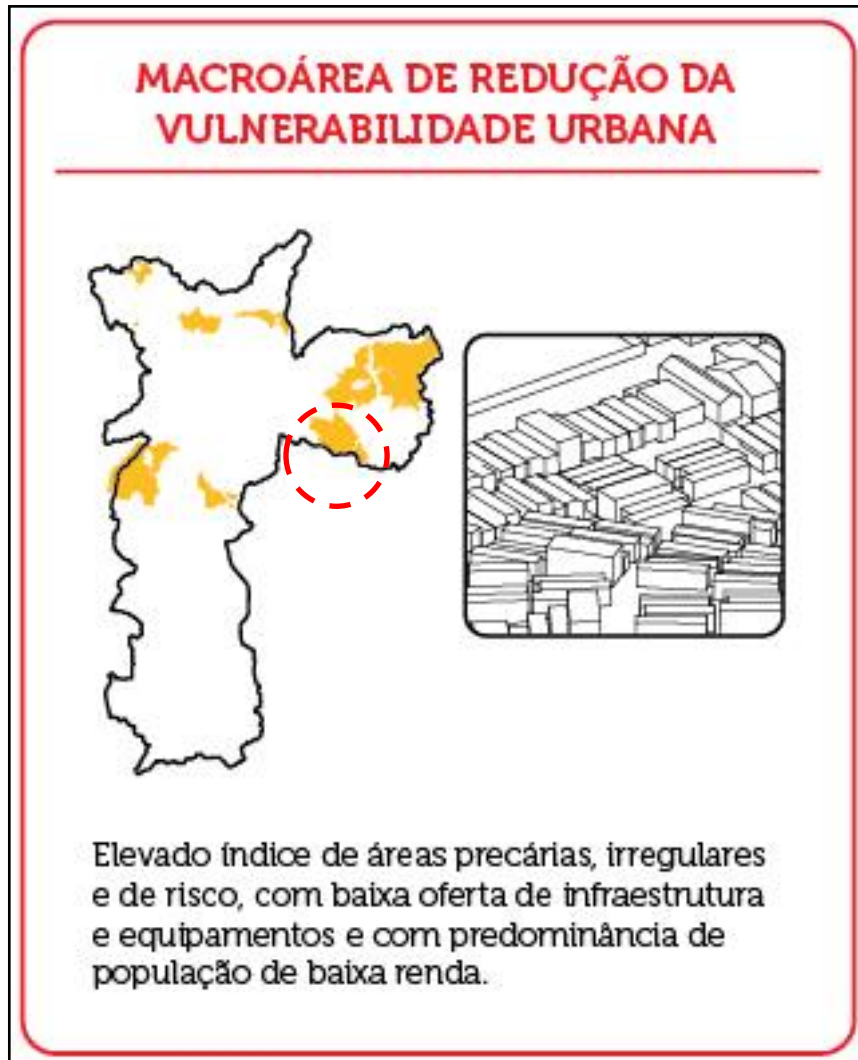 MACROÁREA DE REDUÇÃO DA
VULNERABILIDADE URBANA
Elevado índice de áreas precárias, irregulares
e de risco, com baixa oferta de infraestrutura
e equipamentos e com predominância de
população de baixa renda.